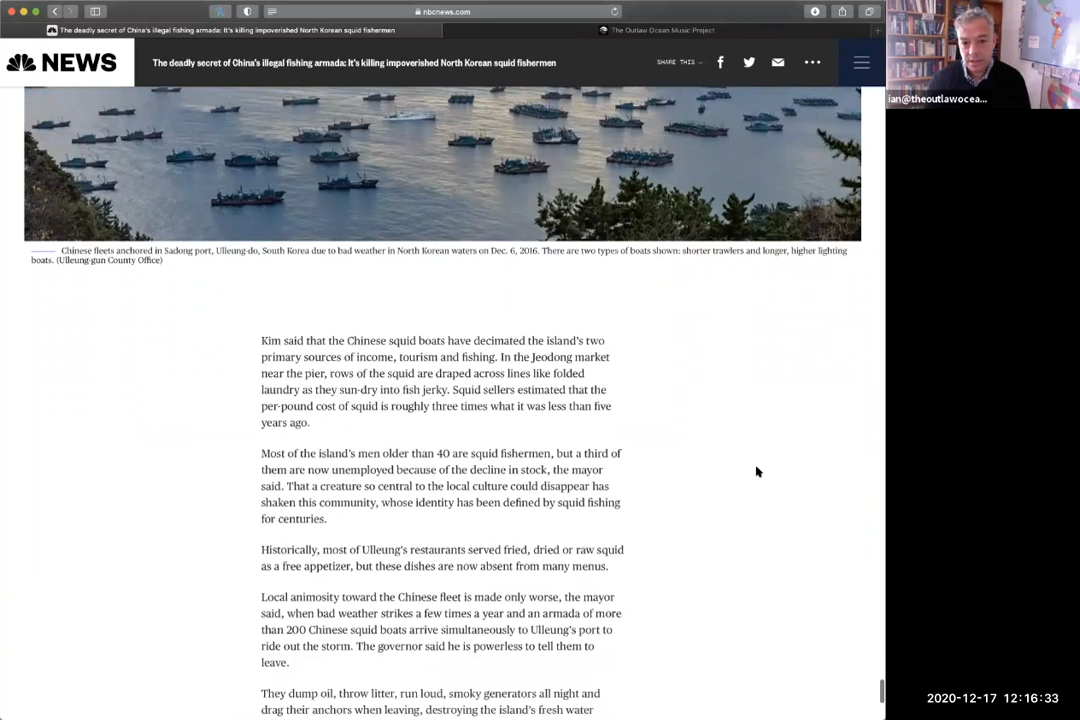 nbcnews.com
The deadly secret of China's illegal fishing armada: It's killing impoverished North Korean squid fishermen
The Outlaw Ocean Music Project
NEWS
The deadly secret of China's illegal fishing armada: It's killing impoverished North Korean squid fishermen
SHARE THIS —
ian@theoutlawocea...
Chinese fleets anchored in Sadong port, Ulleung-do, South Korea due to bad weather in North Korean waters on Dec. 6, 2016. There are two types of boats shown: shorter trawlers and longer, higher lighting
boats. (Ulleung-gun County Office)
Kim said that the Chinese squid boats have decimated the island's two
primary sources of income, tourism and fishing. In the Jeodong market
near the pier, rows of the squid are draped across lines like folded
laundry as they sun-dry into fish jerky. Squid sellers estimated that the
per-pound cost of squid is roughly three times what it was less than five
years ago.
Most of the island's men older than 40 are squid fishermen, but a third of
them are now unemployed because of the decline in stock, the mayor
said. That a creature so central to the local culture could disappear has
shaken this community, whose identity has been defined by squid fishing
for centuries.
Historically, most of Ulleung's restaurants served fried, dried or raw squid
as a free appetizer, but these dishes are now absent from many menus.
Local animosity toward the Chinese fleet is made only worse, the mayor
said, when bad weather strikes a few times a year and an armada of more
than 200 Chinese squid boats arrive simultaneously to Ulleung's port to
ride out the storm. The governor said he is powerless to tell them to
leave.
They dump oil, throw litter, run loud, smoky generators all night and
drag their anchors when leaving, destroying the island's fresh water
2020-12-17 12:16:33